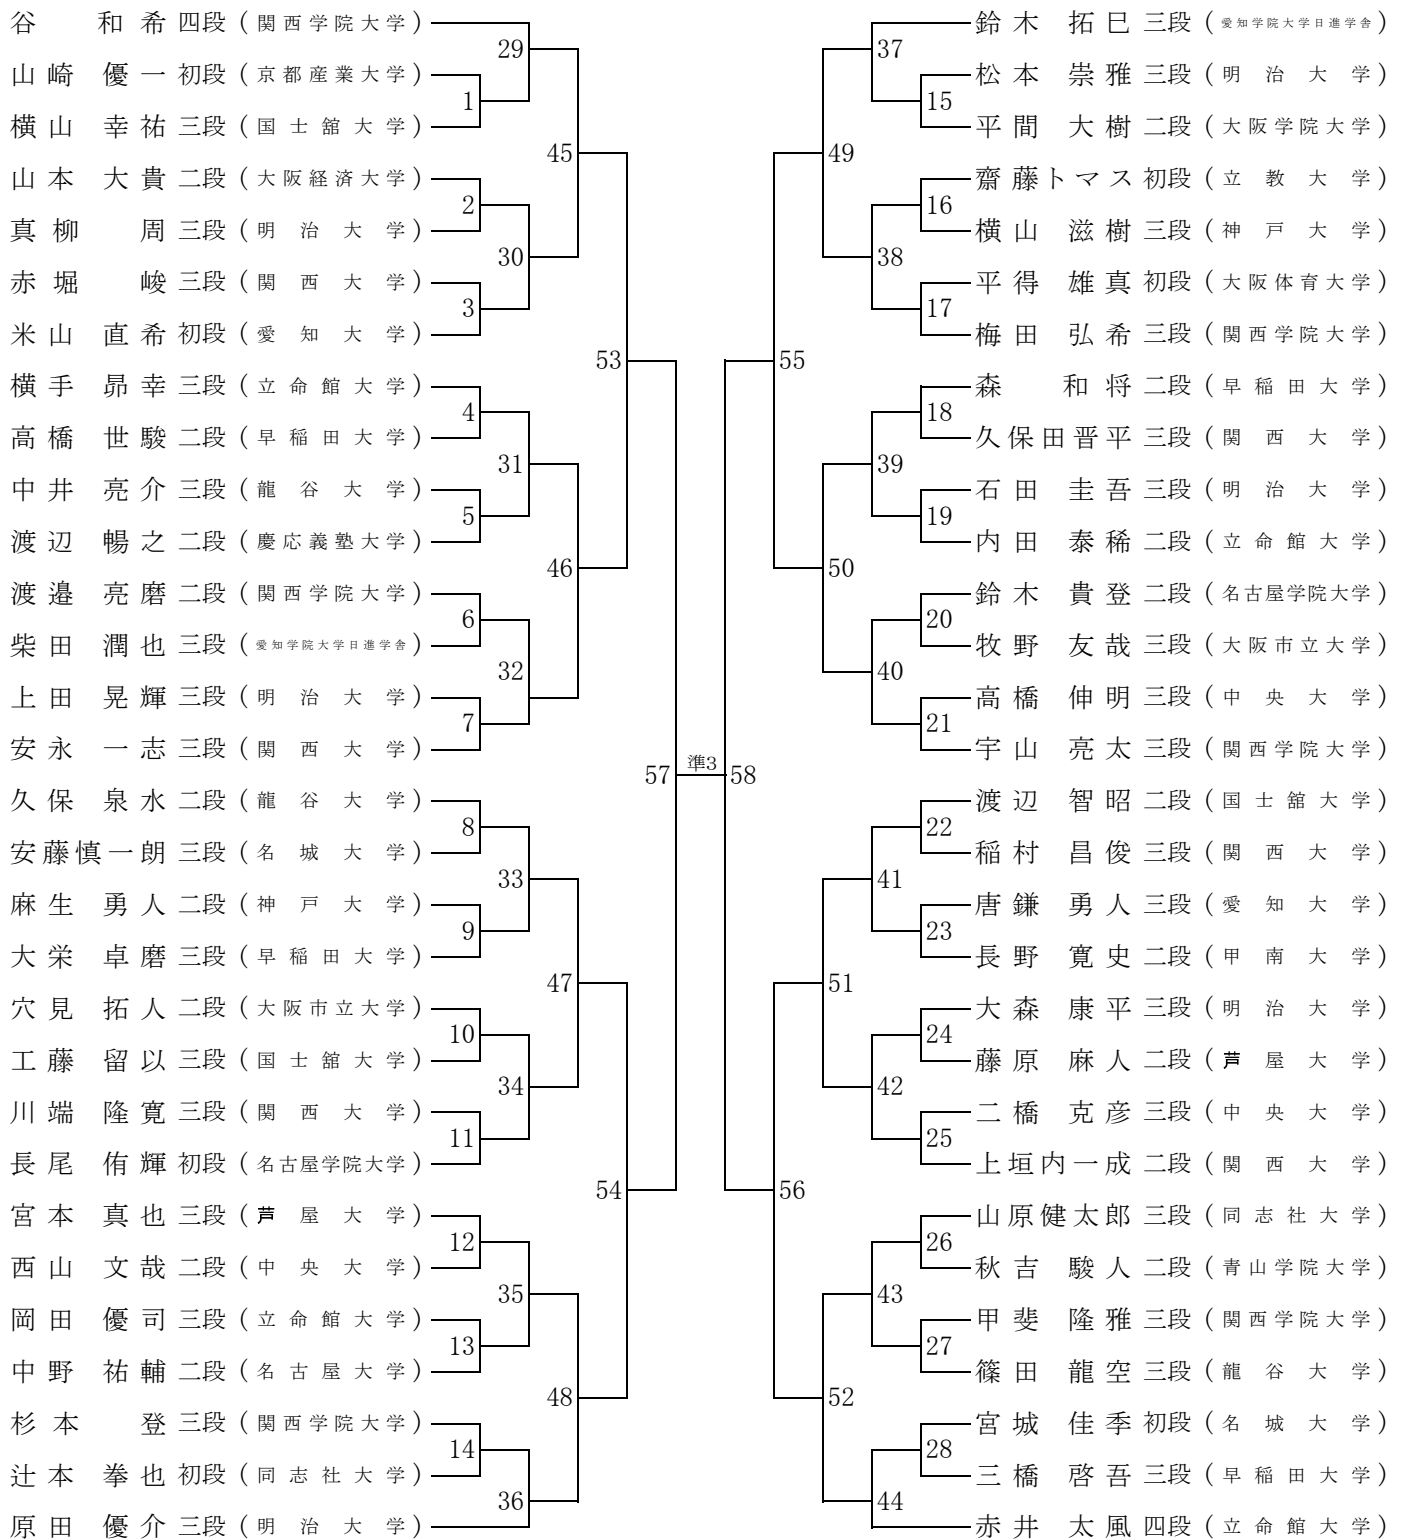 谷 和希 四段 (関西学院大学)
29
山崎 優一 初段 (京都産業大学)
1
横山 幸祐 三段 (国士舘大学)
45
山本 大貴 二段 (大阪経済大学)
2
真柳 周 三段 (明治大学)
30
赤堀 峻 三段 (関西大学)
3
米山 直希 初段 (愛知大学)
53
横手 昴幸 三段 (立命館大学)
4
高橋 世駿 二段 (早稲田大学)
31
中井 亮介 三段 (龍谷大学)
5
渡辺 暢之 二段 (慶応義塾大学)
46
渡邉 亮磨 二段 (関西学院大学)
6
柴田 潤也 三段 (愛知学院大学日進学舎)
32
上田 晃輝 三段 (明治大学)
7
安永 一志 三段 (関西大学)
57 準3 58
久保 泉水 二段 (龍谷大学)
8
安藤慎一朗 三段 (名城大学)
33
麻生 勇人 二段 (神戸大学)
9
大栄 卓磨 三段 (早稲田大学)
47
穴見 拓人 二段 (大阪市立大学)
10
工藤 留以 三段 (国士舘大学)
34
川端 隆寛 三段 (関西大学)
11
長尾 侑輝 初段 (名古屋学院大学)
54
宮本 真也 三段 (芦屋大学)
12
西山 文哉 二段 (中央大学)
35
岡田 優司 三段 (立命館大学)
13
中野 祐輔 二段 (名古屋大学)
48
杉本 登 三段 (関西学院大学)
14
辻本 拳也 初段 (同志社大学)
36
原田 優介 三段 (明治大学)
鈴木 拓巳 三段 (愛知学院大学日進学舎)
37
松本 崇雅 三段 (明治大学)
15
平間 大樹 二段 (大阪学院大学)
49
齋藤トマス 初段 (立教大学)
16
横山 滋樹 三段 (神戸大学)
38
平得 雄真 初段 (大阪体育大学)
17
梅田 弘希 三段 (関西学院大学)
55
森 和将 二段 (早稲田大学)
18
久保田晋平 三段 (関西大学)
39
石田 圭吾 三段 (明治大学)
19
内田 泰稀 二段 (立命館大学)
50
鈴木 貴登 二段 (名古屋学院大学)
20
牧野 友哉 三段 (大阪市立大学)
40
高橋 伸明 三段 (中央大学)
21
宇山 亮太 三段 (関西学院大学)
渡辺 智昭 二段 (国士舘大学)
22
稲村 昌俊 三段 (関西大学)
41
唐鎌 勇人 三段 (愛知大学)
23
長野 寛史 二段 (甲南大学)
51
大森 康平 三段 (明治大学)
24
藤原 麻人 二段 (芦屋大学)
42
二橋 克彦 三段 (中央大学)
25
上垣内一成 二段 (関西大学)
56
山原健太郎 三段 (同志社大学)
26
秋吉 駿人 二段 (青山学院大学)
43
甲斐 隆雅 三段 (関西学院大学)
27
篠田 龍空 三段 (龍谷大学)
52
宮城 佳季 初段 (名城大学)
28
三橋 啓吾 三段 (早稲田大学)
44
赤井 太風 四段 (立命館大学)